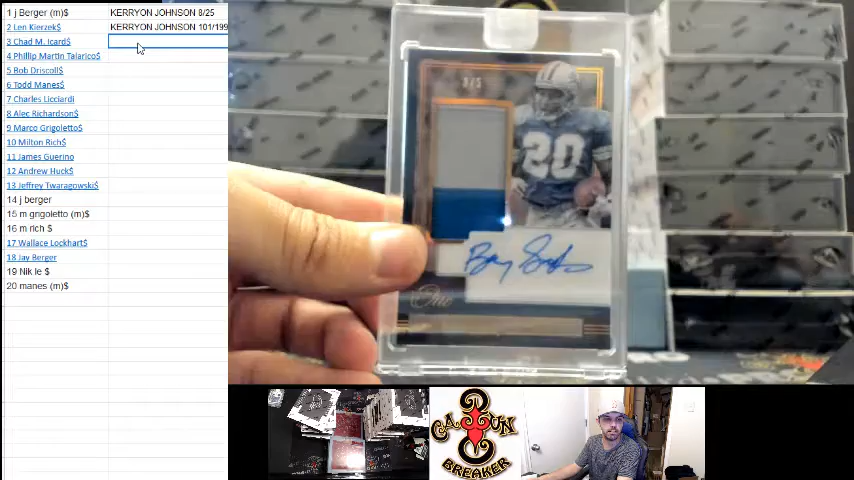 1 j Berger (m)$ KERRYON JOHNSON 8/25
2 Len Kierzek$ KERRYON JOHNSON 101/199
3 Chad M. Icard$
4 Phillip Martin Talarico$
5 Bob Driscoll$
6 Todd Manes$
7 Charles Licciardi
8 Alec Richardson$
9 Marco Grigoletto$
10 Milton Rich$
11 James Guerino
12 Andrew Huck$
13 Jeffrey Twaragowski$
14 j berger
15 m grigoletto (m)$
16 m rich $
17 Wallace Lockhart$
18 Jay Berger
19 Nik le $
20 manes (m)$
20
One
CAJUN
BREAKER